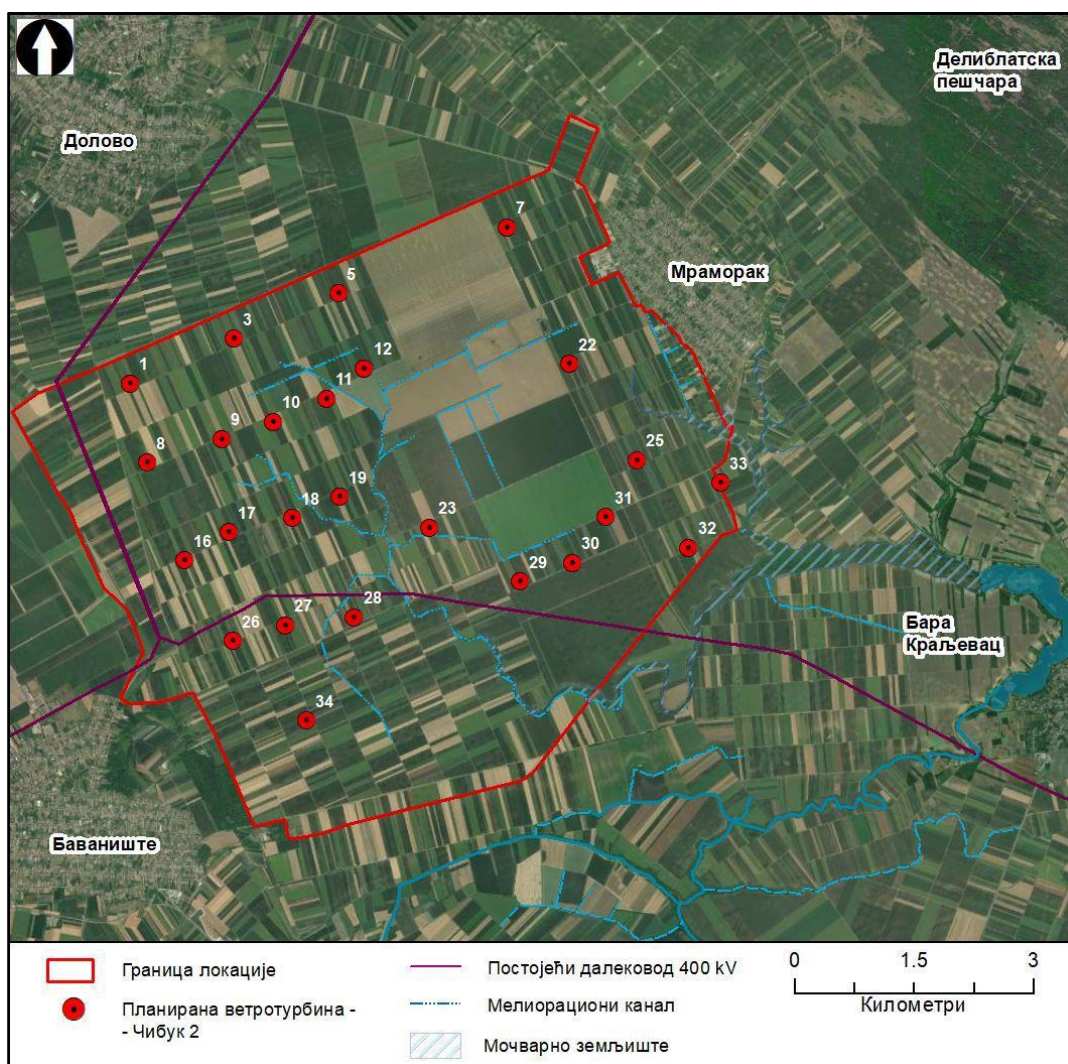 Делиблатска
пешчара
Долово
7
Мраморак
5
3
12
22
1
11
10
9
25
8
33
19
18
31
23
17
32
16
30
29
28
27
26
Бара
Краљевац
34
Баваниште
Граница локације
Планирана ветротурбина -
- Чибук 2
Постојећи далековод 400 kV
Мелиорациони канал
Мочварно земљиште
0 1.5 3
Километри